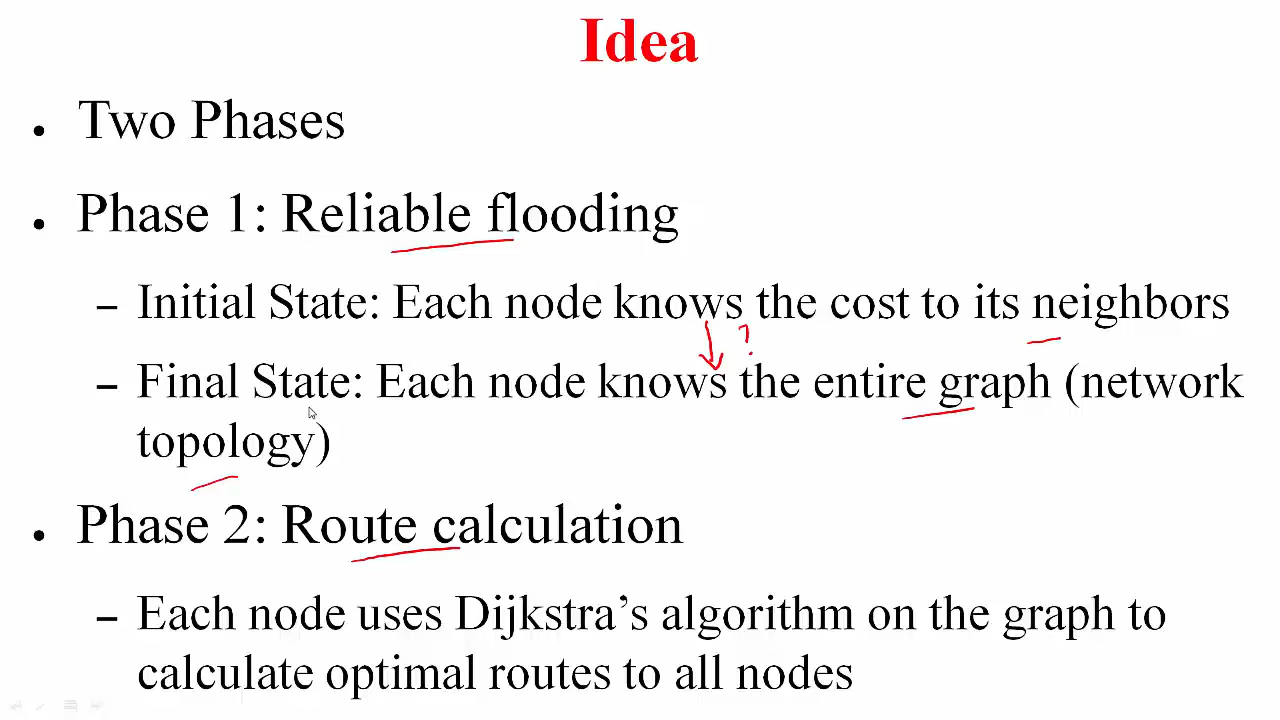 Idea
• Two Phases
• Phase 1: Reliable flooding
– Initial State: Each node knows the cost to its neighbors
?
– Final State: Each node knows the entire graph (network
topology)
• Phase 2: Route calculation
– Each node uses Dijkstra’s algorithm on the graph to
calculate optimal routes to all nodes